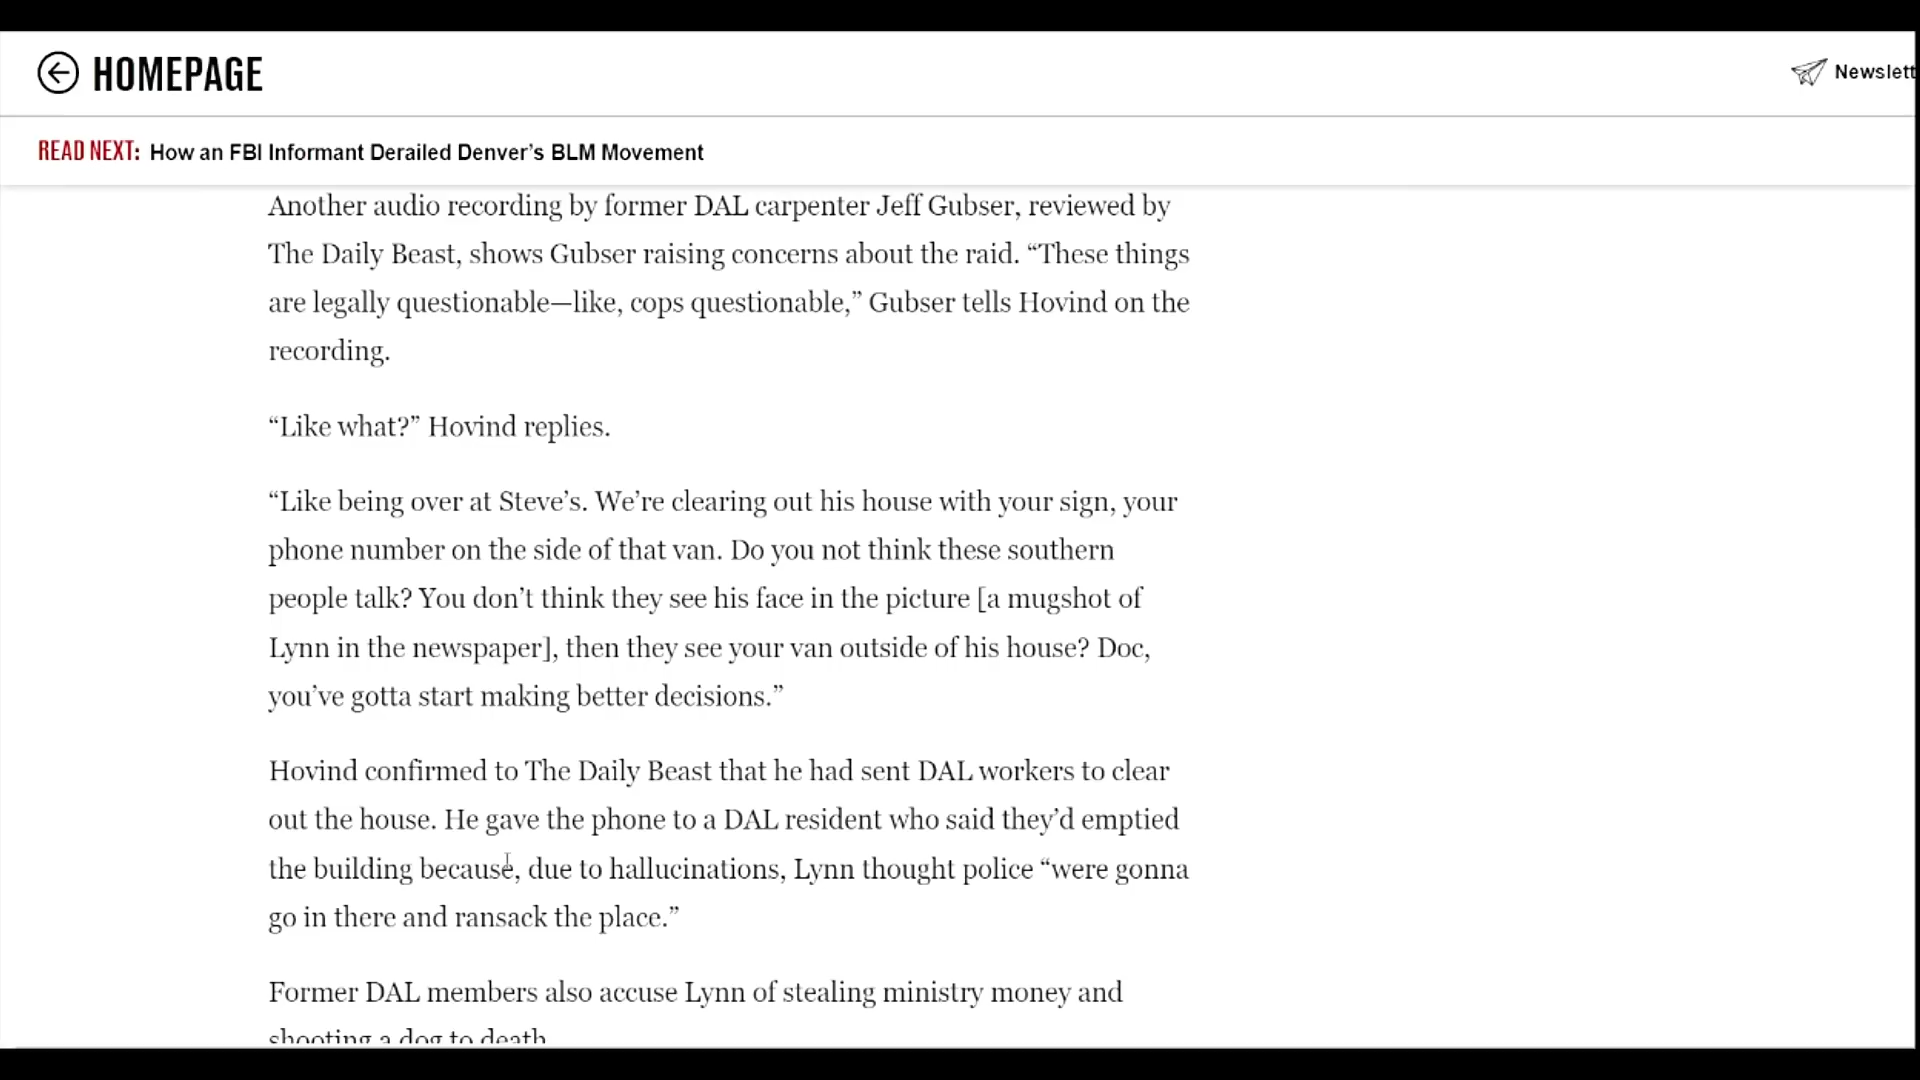 HOMEPAGE
Newslett
READ NEXT: How an FBI Informant Derailed Denver’s BLM Movement
Another audio recording by former DAL carpenter Jeff Gubser, reviewed by
The Daily Beast, shows Gubser raising concerns about the raid. “These things
are legally questionable—like, cops questionable,” Gubser tells Hovind on the
recording.
“Like what?” Hovind replies.
“Like being over at Steve’s. We’re clearing out his house with your sign, your
phone number on the side of that van. Do you not think these southern
people talk? You don’t think they see his face in the picture [a mugshot of
Lynn in the newspaper], then they see your van outside of his house? Doc,
you’ve gotta start making better decisions.”
Hovind confirmed to The Daily Beast that he had sent DAL workers to clear
out the house. He gave the phone to a DAL resident who said they’d emptied
the building because, due to hallucinations, Lynn thought police “were gonna
go in there and ransack the place.”
Former DAL members also accuse Lynn of stealing ministry money and
shooting a dog to death